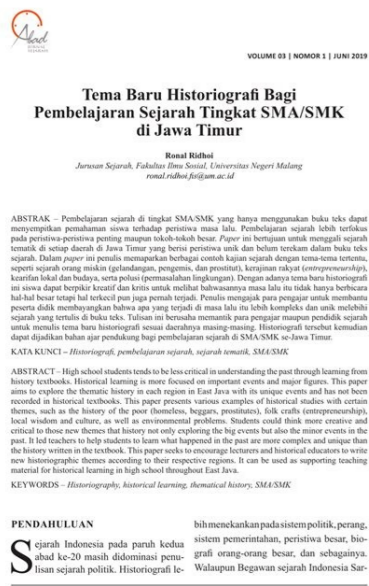 Abad
JURNAL
SEJARAH
VOLUME 03 | NOMOR 1 | JUNI 2019
Tema Baru Historiografi Bagi
Pembelajaran Sejarah Tingkat SMA/SMK
di Jawa Timur
Ronal Ridhoi
Jurusan Sejarah, Fakultas Ilmu Sosial, Universitas Negeri Malang
ronal.ridhoi.fis@um.ac.id
ABSTRAK – Pembelajaran sejarah di tingkat SMA/SMK yang hanya menggunakan buku teks dapat
menyempitkan pemahaman siswa terhadap peristiwa masa lalu. Pembelajaran sejarah lebih terfokus
pada peristiwa-peristiwa penting maupun tokoh-tokoh besar. Paper ini bertujuan untuk menggali sejarah
tematik di setiap daerah di Jawa Timur yang berisi peristiwa unik dan belum terekam dalam buku teks
sejarah. Dalam paper ini penulis memaparkan berbagai contoh kajian sejarah dengan tema-tema tertentu,
seperti sejarah orang miskin (gelandangan, pengemis, dan prostitut), kerajinan rakyat (entrepreneurship),
kearifan lokal dan budaya, serta polusi (permasalahan lingkungan). Dengan adanya tema baru historiografi
ini siswa dapat berpikir kreatif dan kritis untuk melihat bahwasannya masa lalu itu tidak hanya berbicara
hal-hal besar tetapi hal terkecil pun juga pernah terjadi. Penulis mengajak para pengajar untuk membantu
peserta didik membayangkan bahwa apa yang terjadi di masa lalu itu lebih kompleks dan unik melebihi
sejarah yang tertulis di buku teks. Tulisan ini berusaha memantik para pengajar maupun pendidik sejarah
untuk menulis tema baru historiografi sesuai daerahnya masing-masing. Historiografi tersebut kemudian
dapat dijadikan bahan ajar pendukung bagi pembelajaran sejarah di SMA/SMK se-Jawa Timur.
KATA KUNCI – Historiografi, pembelajaran sejarah, sejarah tematik, SMA/SMK
ABSTRACT – High school students tends to be less critical in understanding the past through learning from
history textbooks. Historical learning is more focused on important events and major figures. This paper
aims to explore the thematic history in each region in East Java with its unique events and has not been
recorded in historical textbooks. This paper presents various examples of historical studies with certain
themes, such as the history of the poor (homeless, beggars, prostitutes), folk crafts (entrepreneurship),
local wisdom and culture, as well as environmental problems. Students could think more creative and
critical to those new themes that history not only exploring the big events but also the minor events in the
past. It led teachers to help students to learn what happened in the past are more complex and unique than
the history written in the textbook. This paper seeks to encourage lecturers and historical educators to write
new historiographic themes according to their respective regions. It can be used as supporting teaching
material for historical learning in high school throughout East Java.
KEYWORDS – Historiography, historical learning, thematical history, SMA/SMK
PENDAHULUAN
Sejarah Indonesia pada paruh kedua
abad ke-20 masih didominasi penu-
lisan sejarah politik. Historiografi le-
bih menekankan pada sistem politik, perang,
sistem pemerintahan, peristiwa besar, bio-
grafi orang-orang besar, dan sebagainya.
Walaupun Begawan sejarah Indonesia Sar-